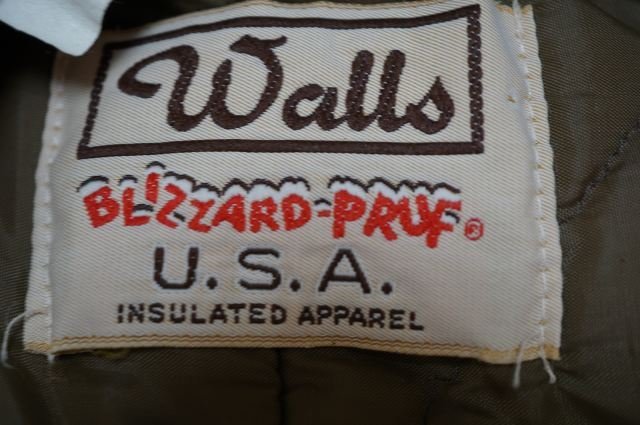 Walls
BLIZZARD-PRUF®
U.S.A.
INSULATED APPAREL